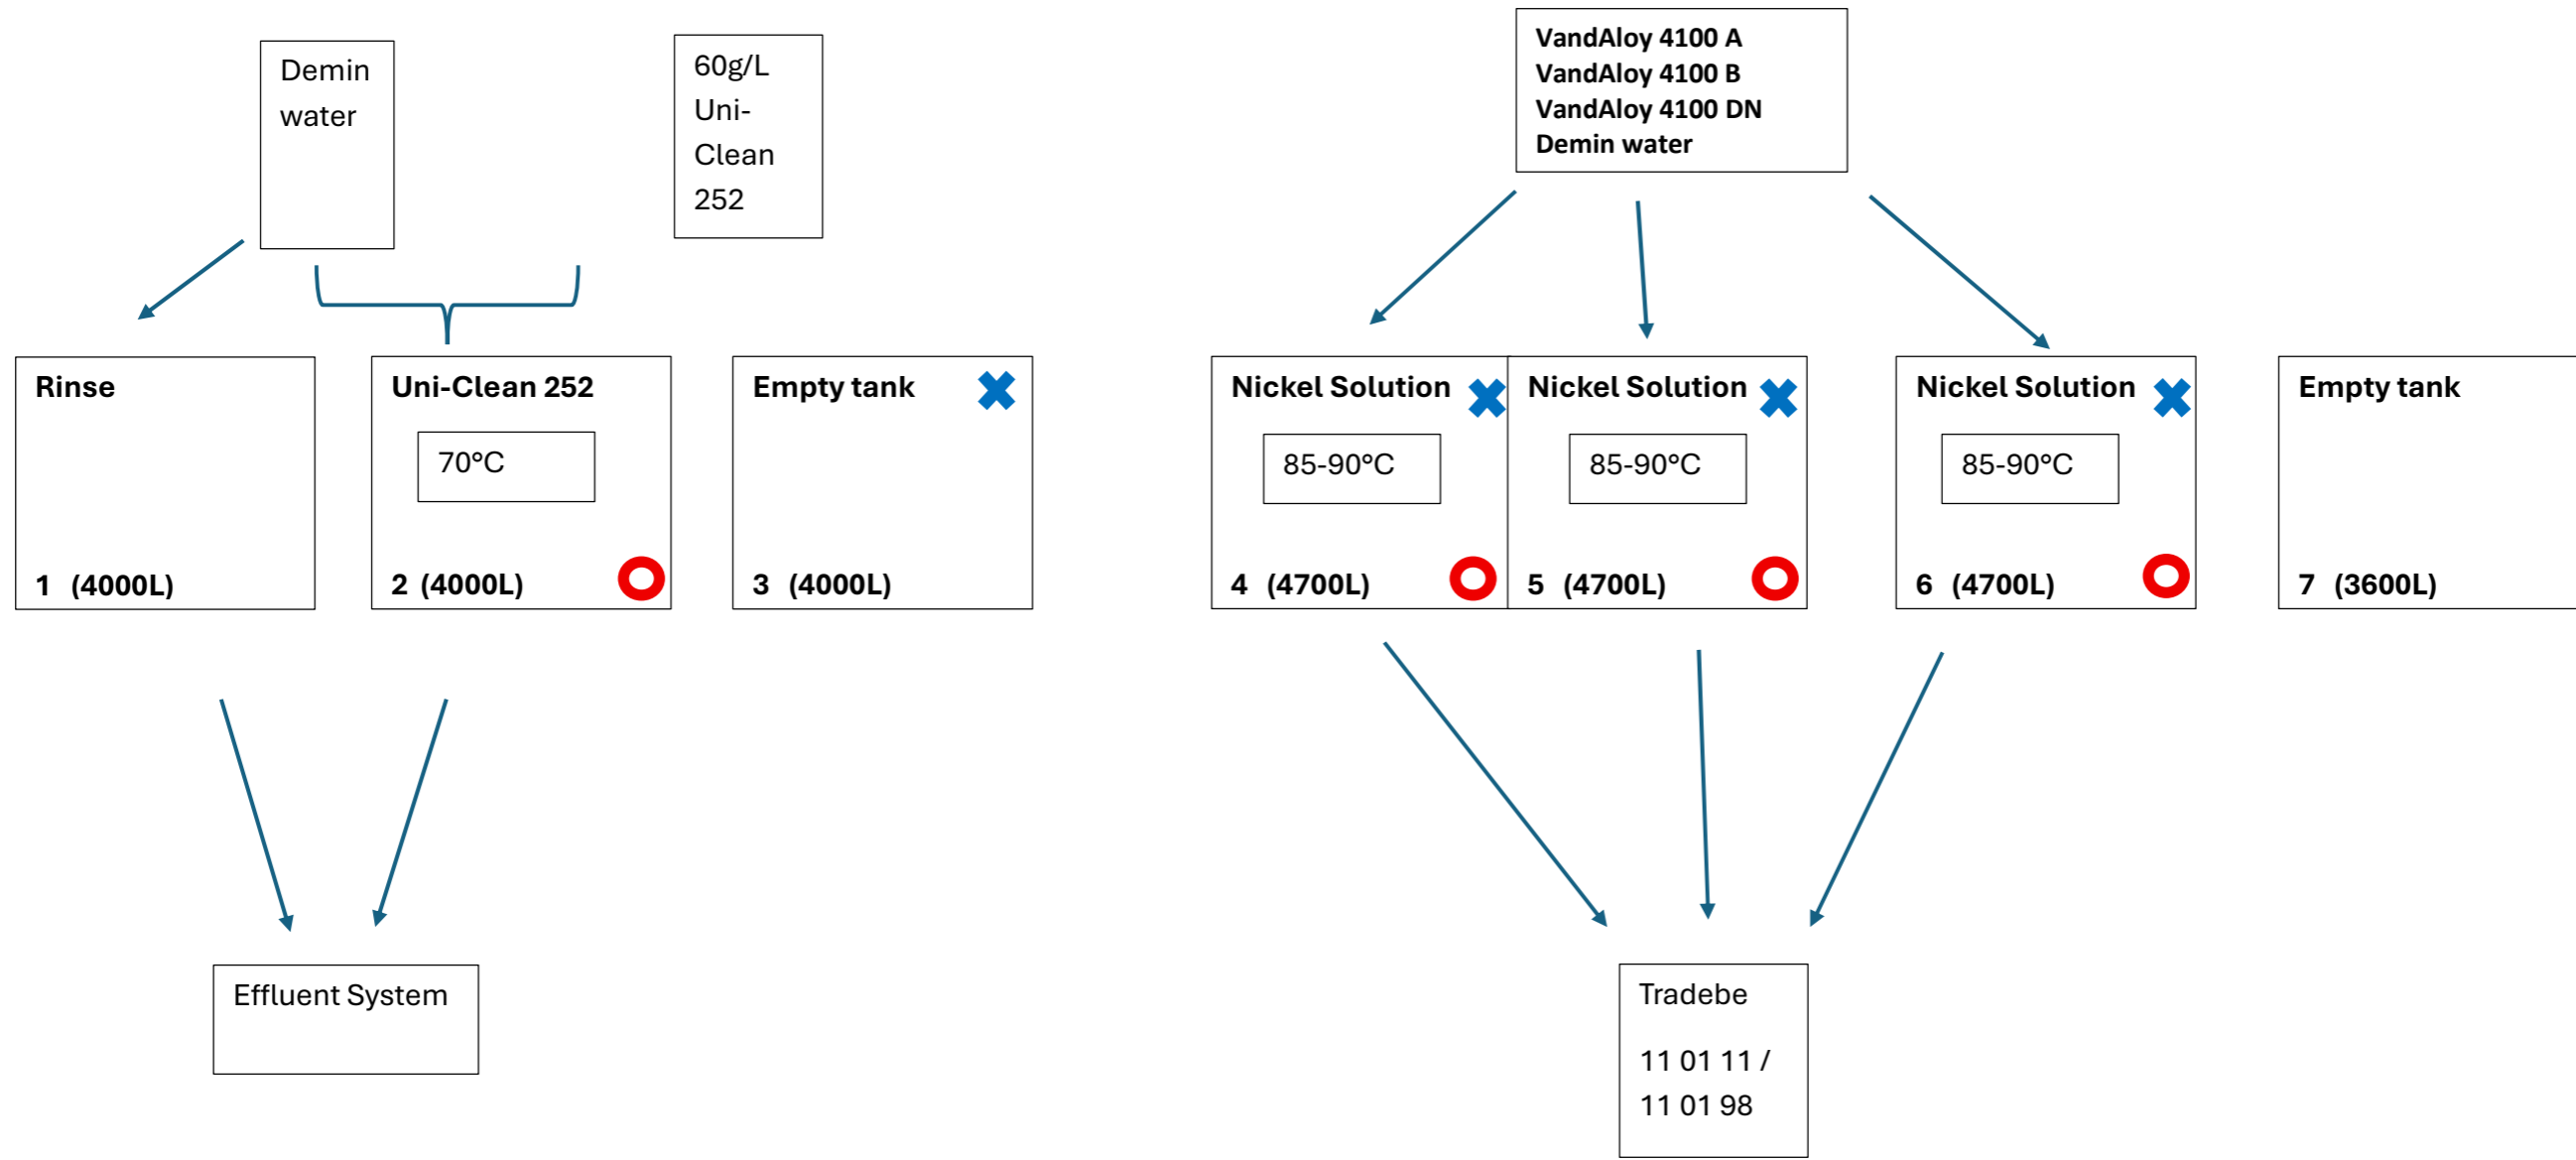 Demin
water
60g/L
Uni-
Clean
252
VandAloy 4100 A
VandAloy 4100 B
VandAloy 4100 DN
Demin water
Rinse
1 (4000L)
Uni-Clean 252
70°C
2 (4000L)
Empty tank
3 (4000L)
Nickel Solution
85-90°C
4 (4700L)
Nickel Solution
85-90°C
5 (4700L)
Nickel Solution
85-90°C
6 (4700L)
Empty tank
7 (3600L)
Effluent System
Tradebe
11 01 11 /
11 01 98